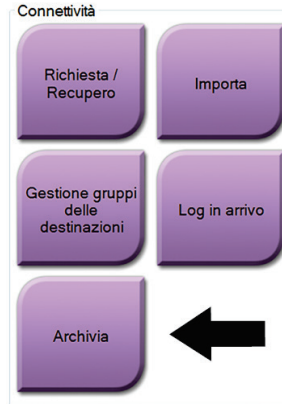 Connettività
Richiesta /
Recupero
Importa
Gestione gruppi
delle
destinazioni
Log in arrivo
Archivia